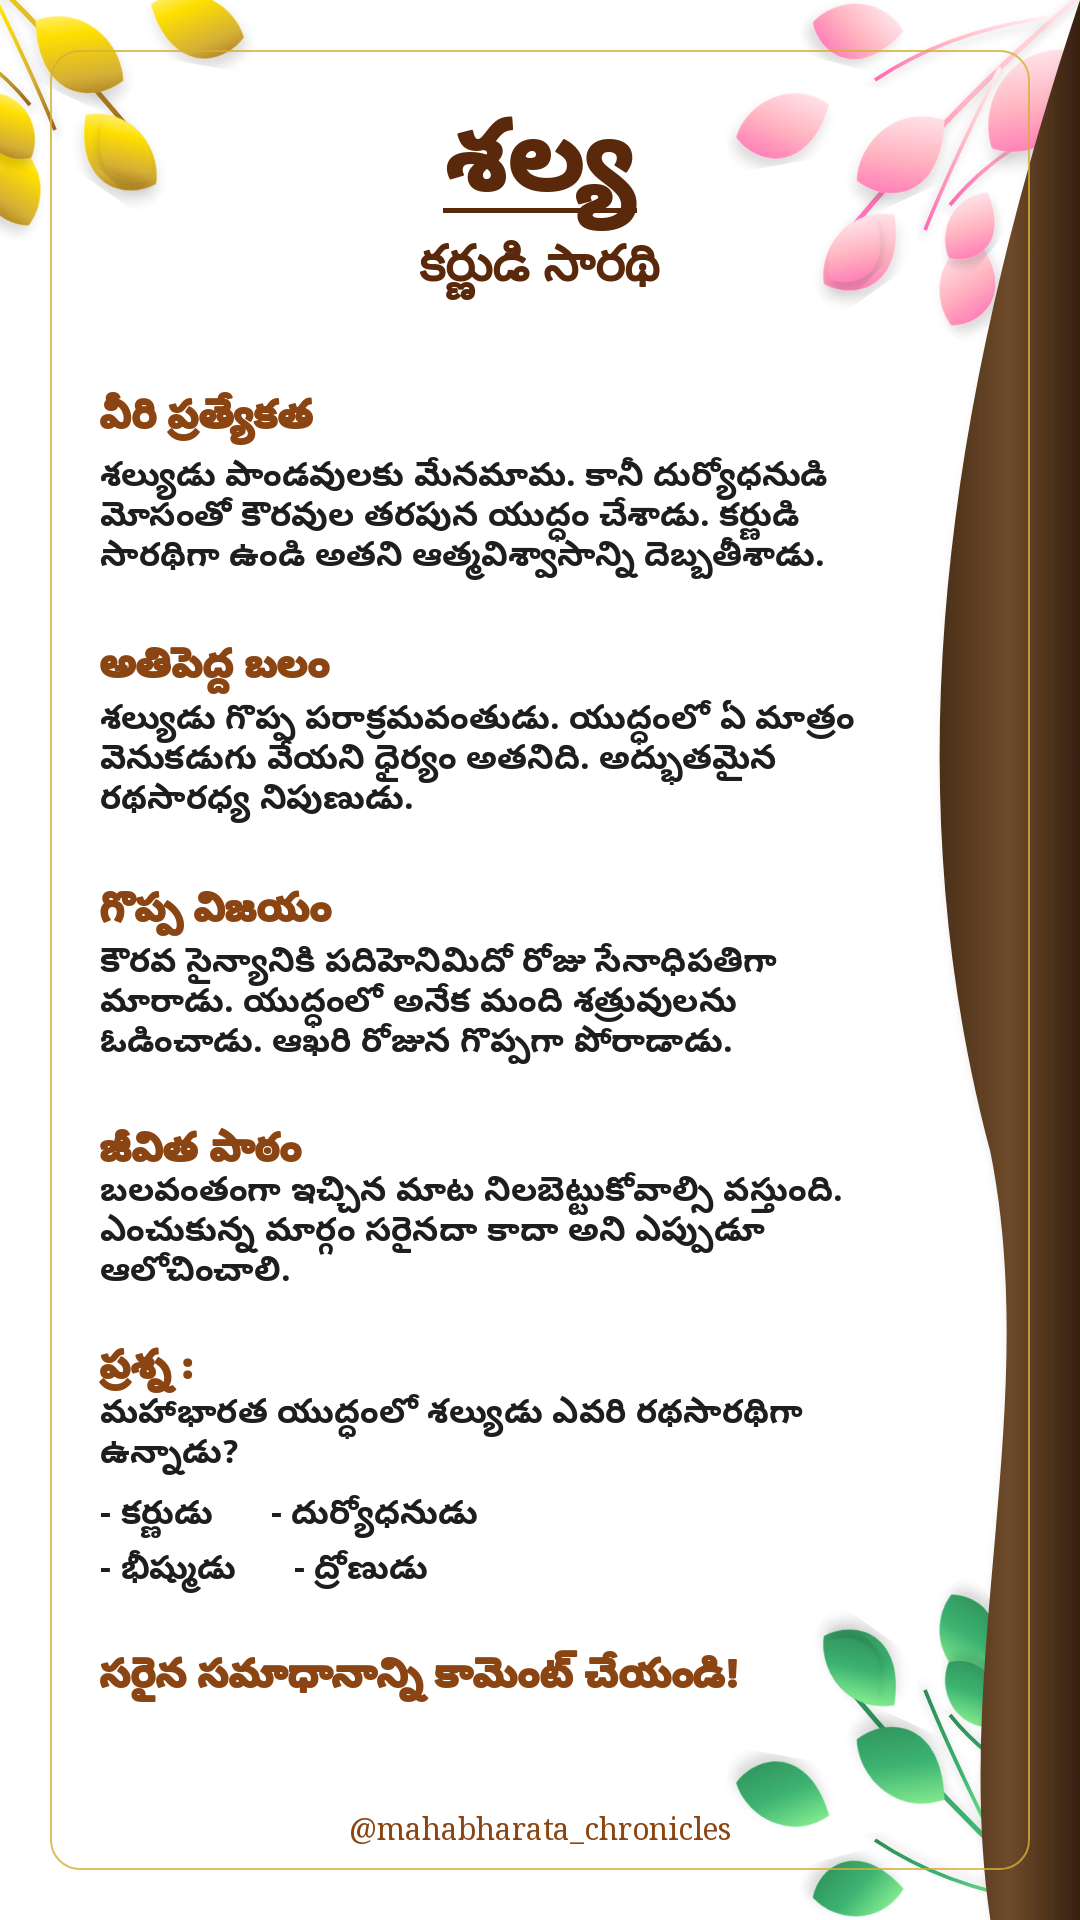 శల్య
కర్ణుడి సారథి
వీరి ప్రత్యేకత
శల్యుడు పాండవులకు మేనమామ. కానీ దుర్యోధనుడి
మోసంతో కౌరవుల తరపున యుద్ధం చేశాడు. కర్ణుడి
సారథిగా ఉండి అతని ఆత్మవిశ్వాసాన్ని దెబ్బతీశాడు.
అతిపెద్ద బలం
శల్యుడు గొప్ప పరాక్రమవంతుడు. యుద్ధంలో ఏ మాత్రం
వెనుకడుగు వేయని ధైర్యం అతనిది. అద్భుతమైన
రథసారధ్య నిపుణుడు.
గొప్ప విజయం
కౌరవ సైన్యానికి పదిహెనిమిదో రోజు సేనాధిపతిగా
మారాడు. యుద్ధంలో అనేక మంది శత్రువులను
ఓడించాడు. ఆఖరి రోజున గొప్పగా పోరాడాడు.
జీవిత పాఠం
బలవంతంగా ఇచ్చిన మాట నిలబెట్టుకోవాల్సి వస్తుంది.
ఎంచుకున్న మార్గం సరైనదా కాదా అని ఎప్పుడూ
ఆలోచించాలి.
ప్రశ్న :
మహాభారత యుద్ధంలో శల్యుడు ఎవరి రథసారథిగా
ఉన్నాడు?
- కర్ణుడు - దుర్యోధనుడు
- భీష్ముడు - ద్రోణుడు
సరైన సమాధానాన్ని కామెంట్ చేయండి!
@mahabharata_chronicles